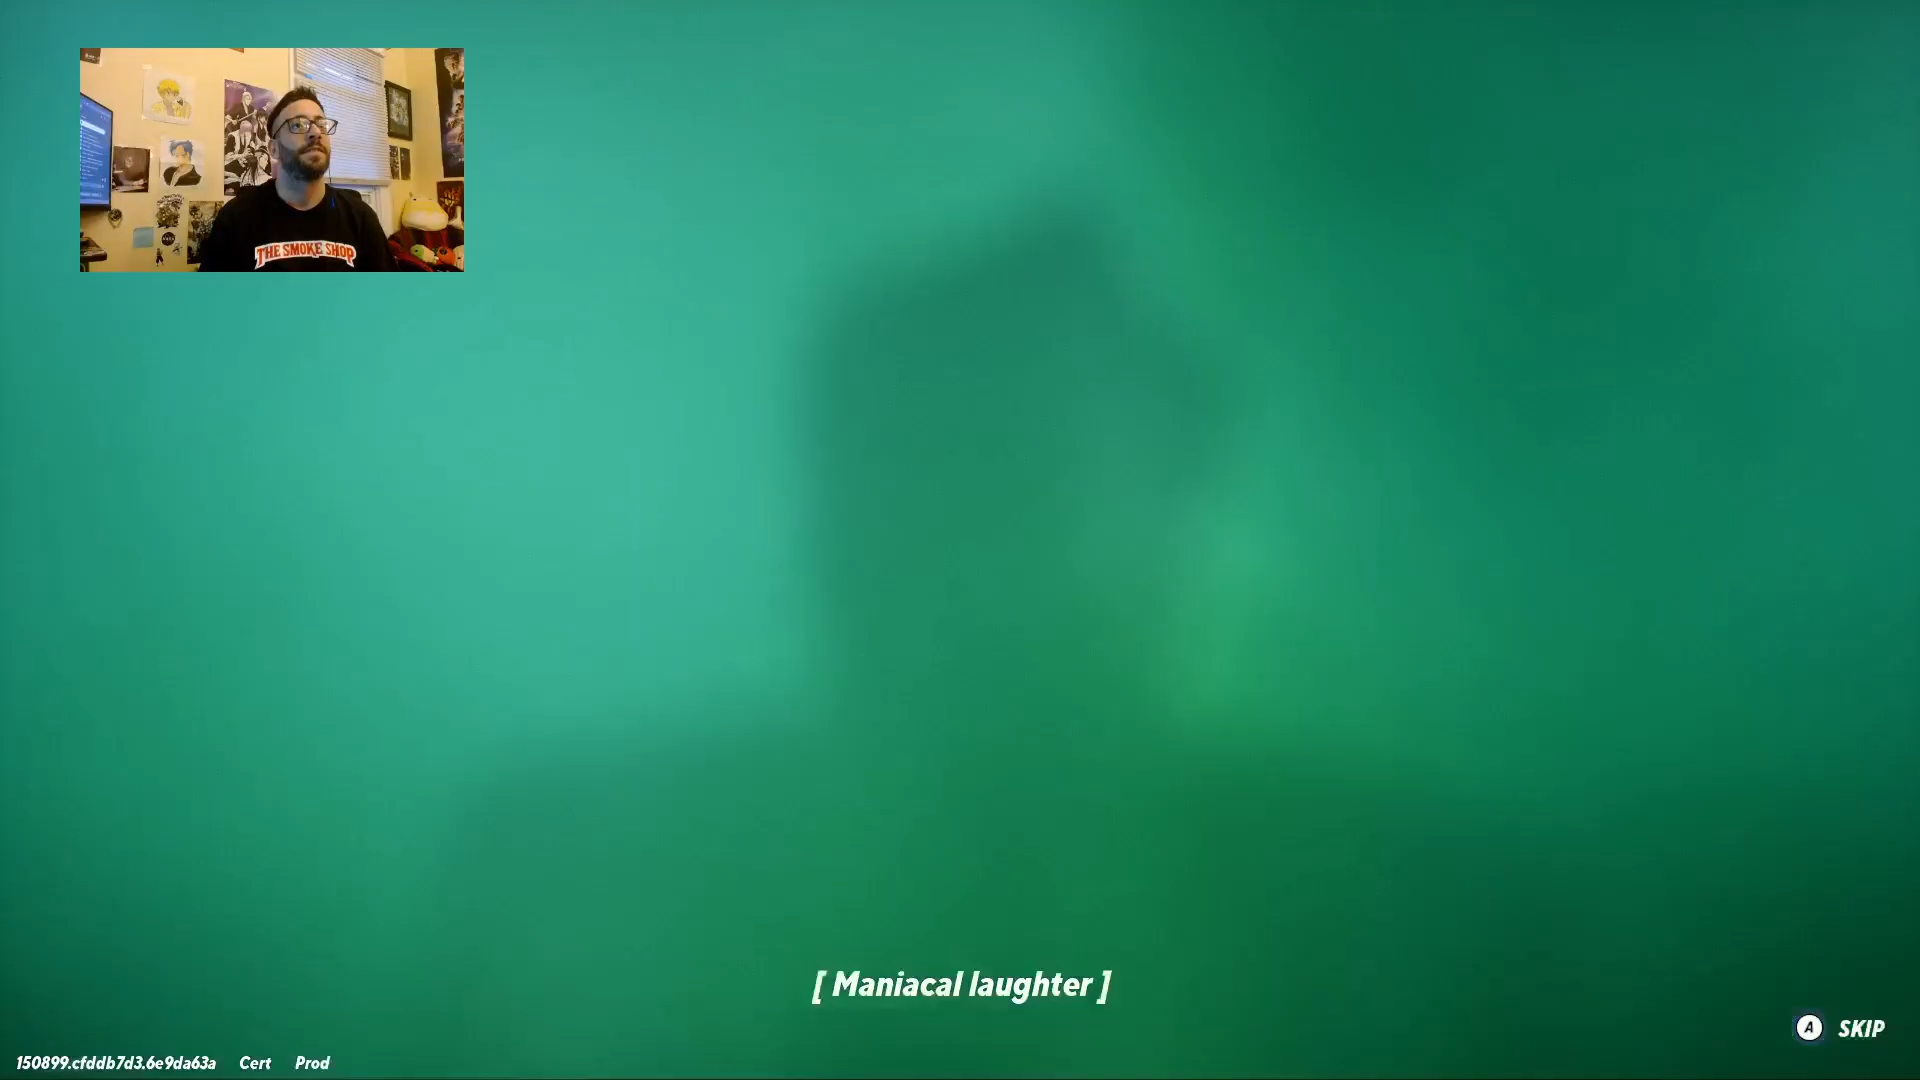 THE SMOKE SHOP
[ Maniacal laughter ]
A SKIP
150899.cfddb7d3.6e9da63a Cert Prod